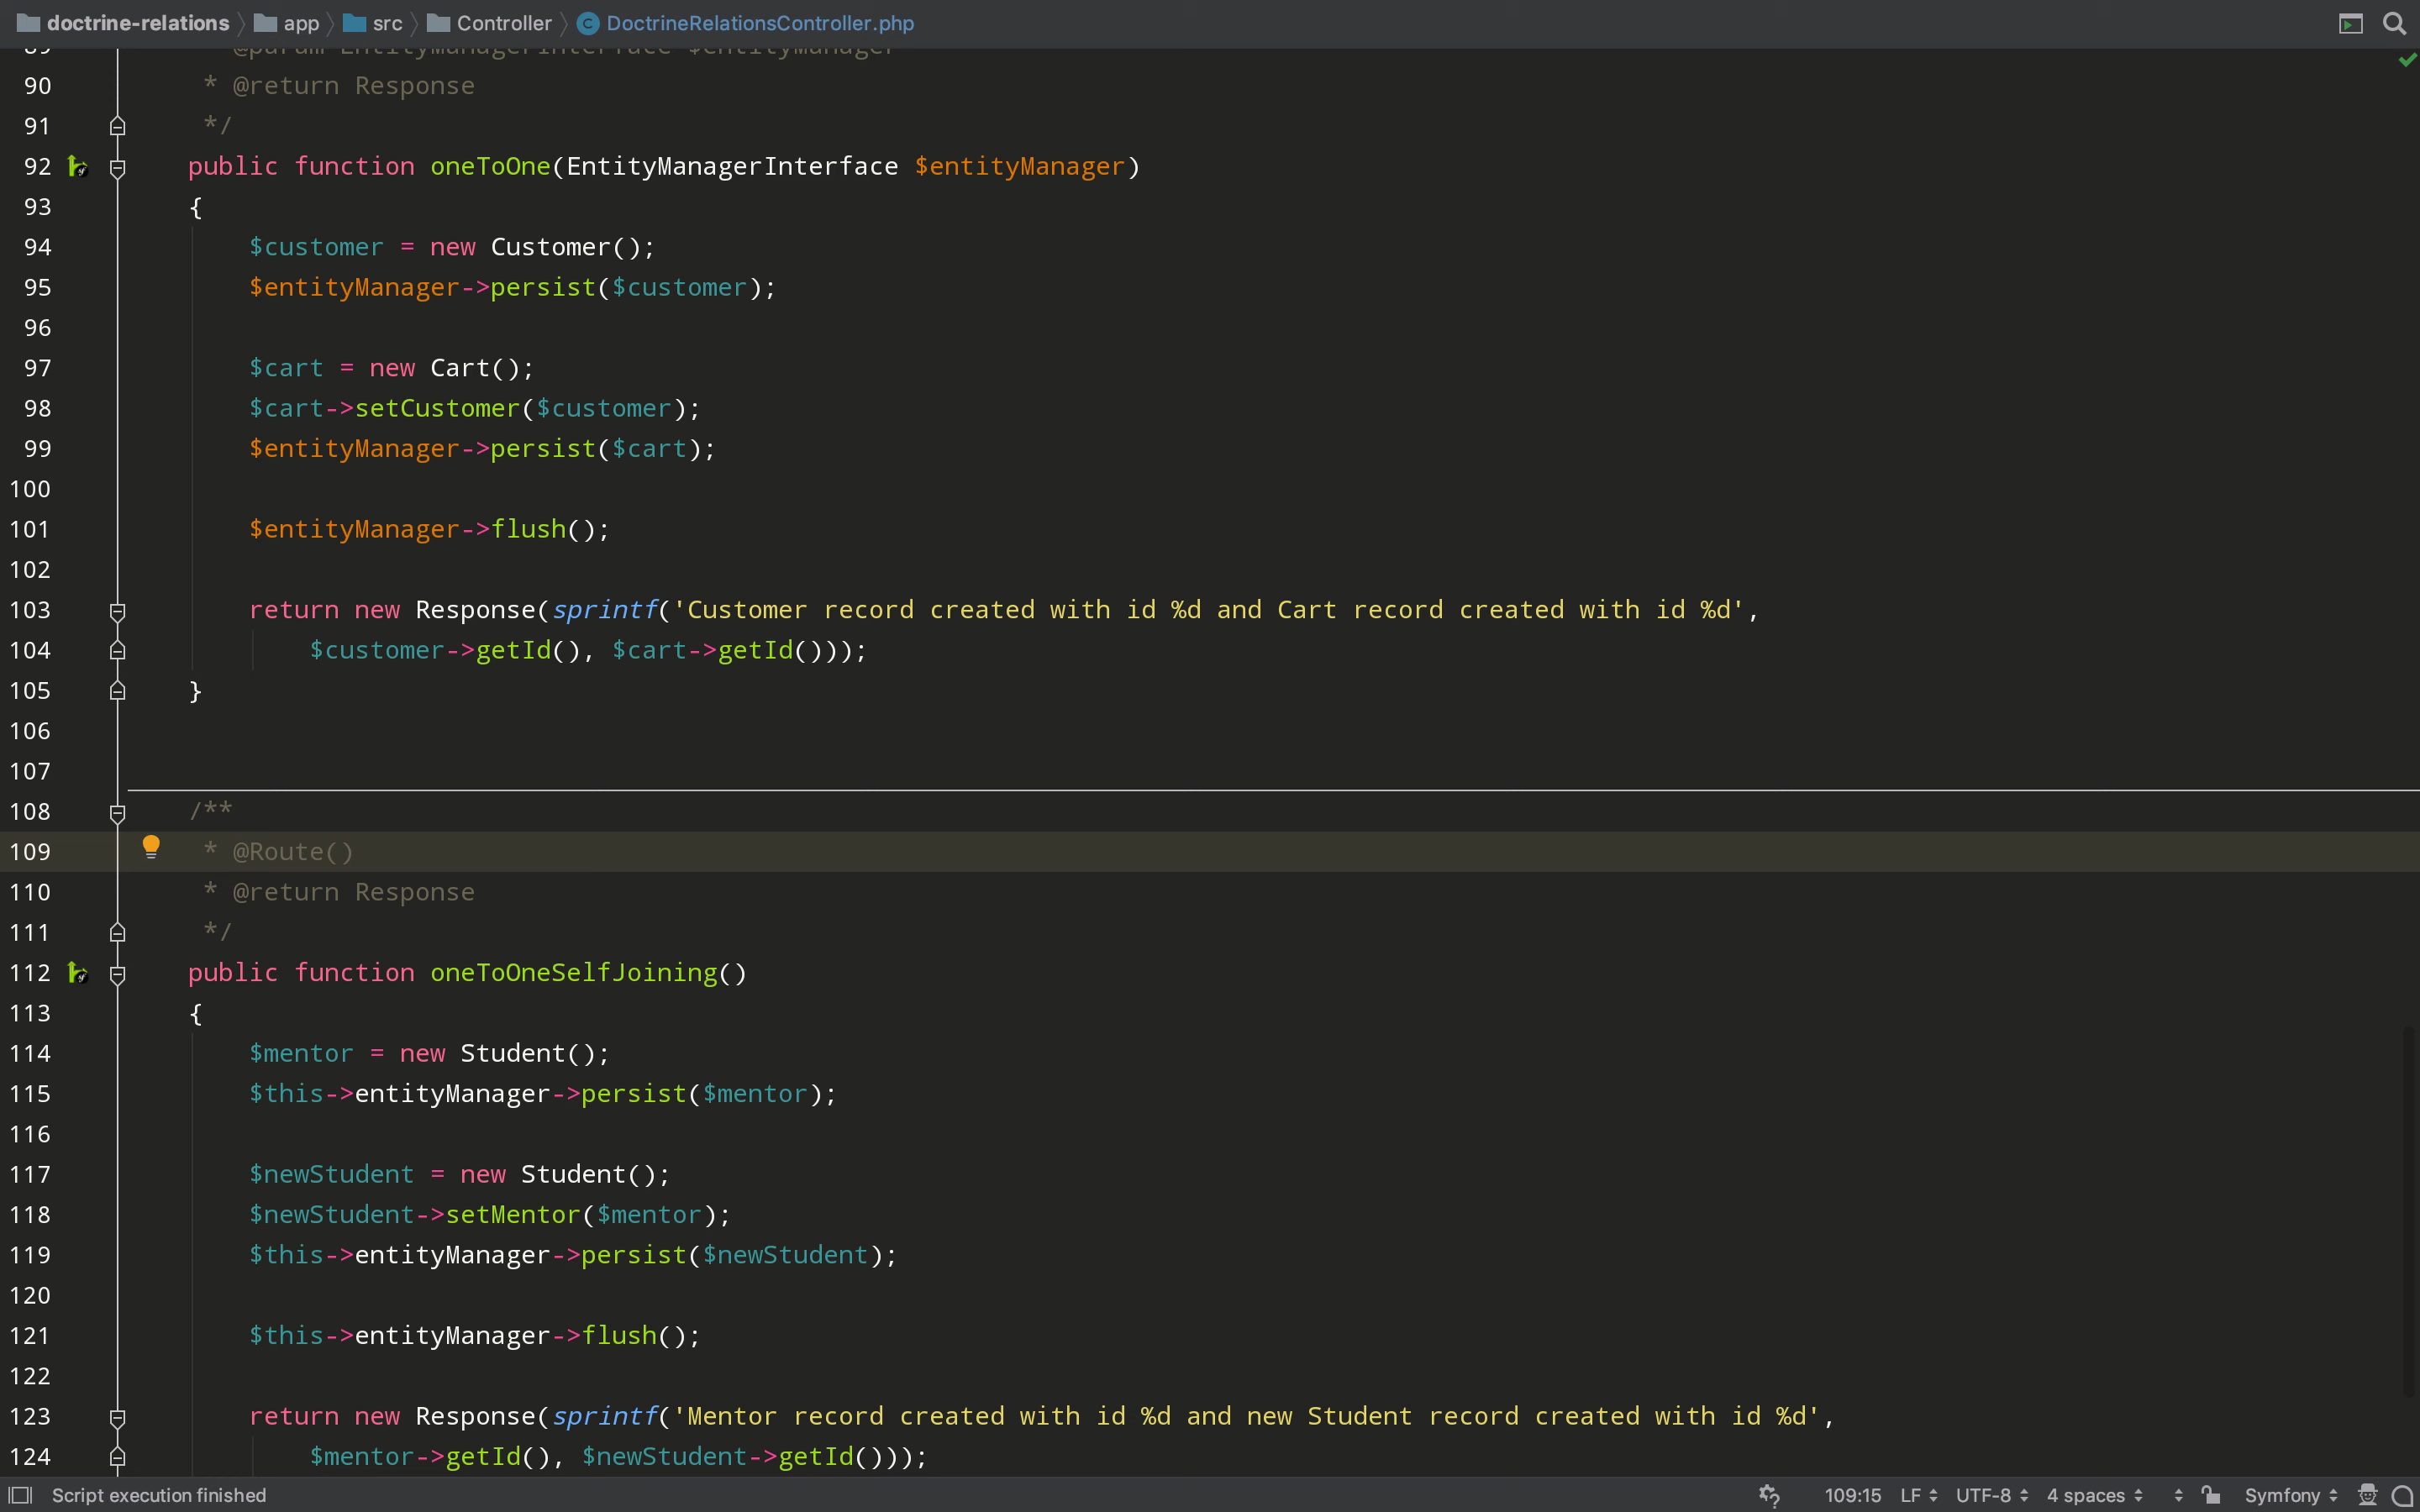 doctrine-relations app src Controller DoctrineRelationsController.php
89 * @param EntityManagerInterface $entityManager
90 * @return Response
91 */
92 public function oneToOne(EntityManagerInterface $entityManager)
93 {
94 $customer = new Customer();
95 $entityManager->persist($customer);
96
97 $cart = new Cart();
98 $cart->setCustomer($customer);
99 $entityManager->persist($cart);
100
101 $entityManager->flush();
102
103 return new Response(sprintf('Customer record created with id %d and Cart record created with id %d',
104 $customer->getId(), $cart->getId()));
105 }
106
107
108 /**
109 * @Route()
110 * @return Response
111 */
112 public function oneToOneSelfJoining()
113 {
114 $mentor = new Student();
115 $this->entityManager->persist($mentor);
116
117 $newStudent = new Student();
118 $newStudent->setMentor($mentor);
119 $this->entityManager->persist($newStudent);
120
121 $this->entityManager->flush();
122
123 return new Response(sprintf('Mentor record created with id %d and new Student record created with id %d',
124 $mentor->getId(), $newStudent->getId()));
Script execution finished 109:15 LF UTF-8 4 spaces Symfony